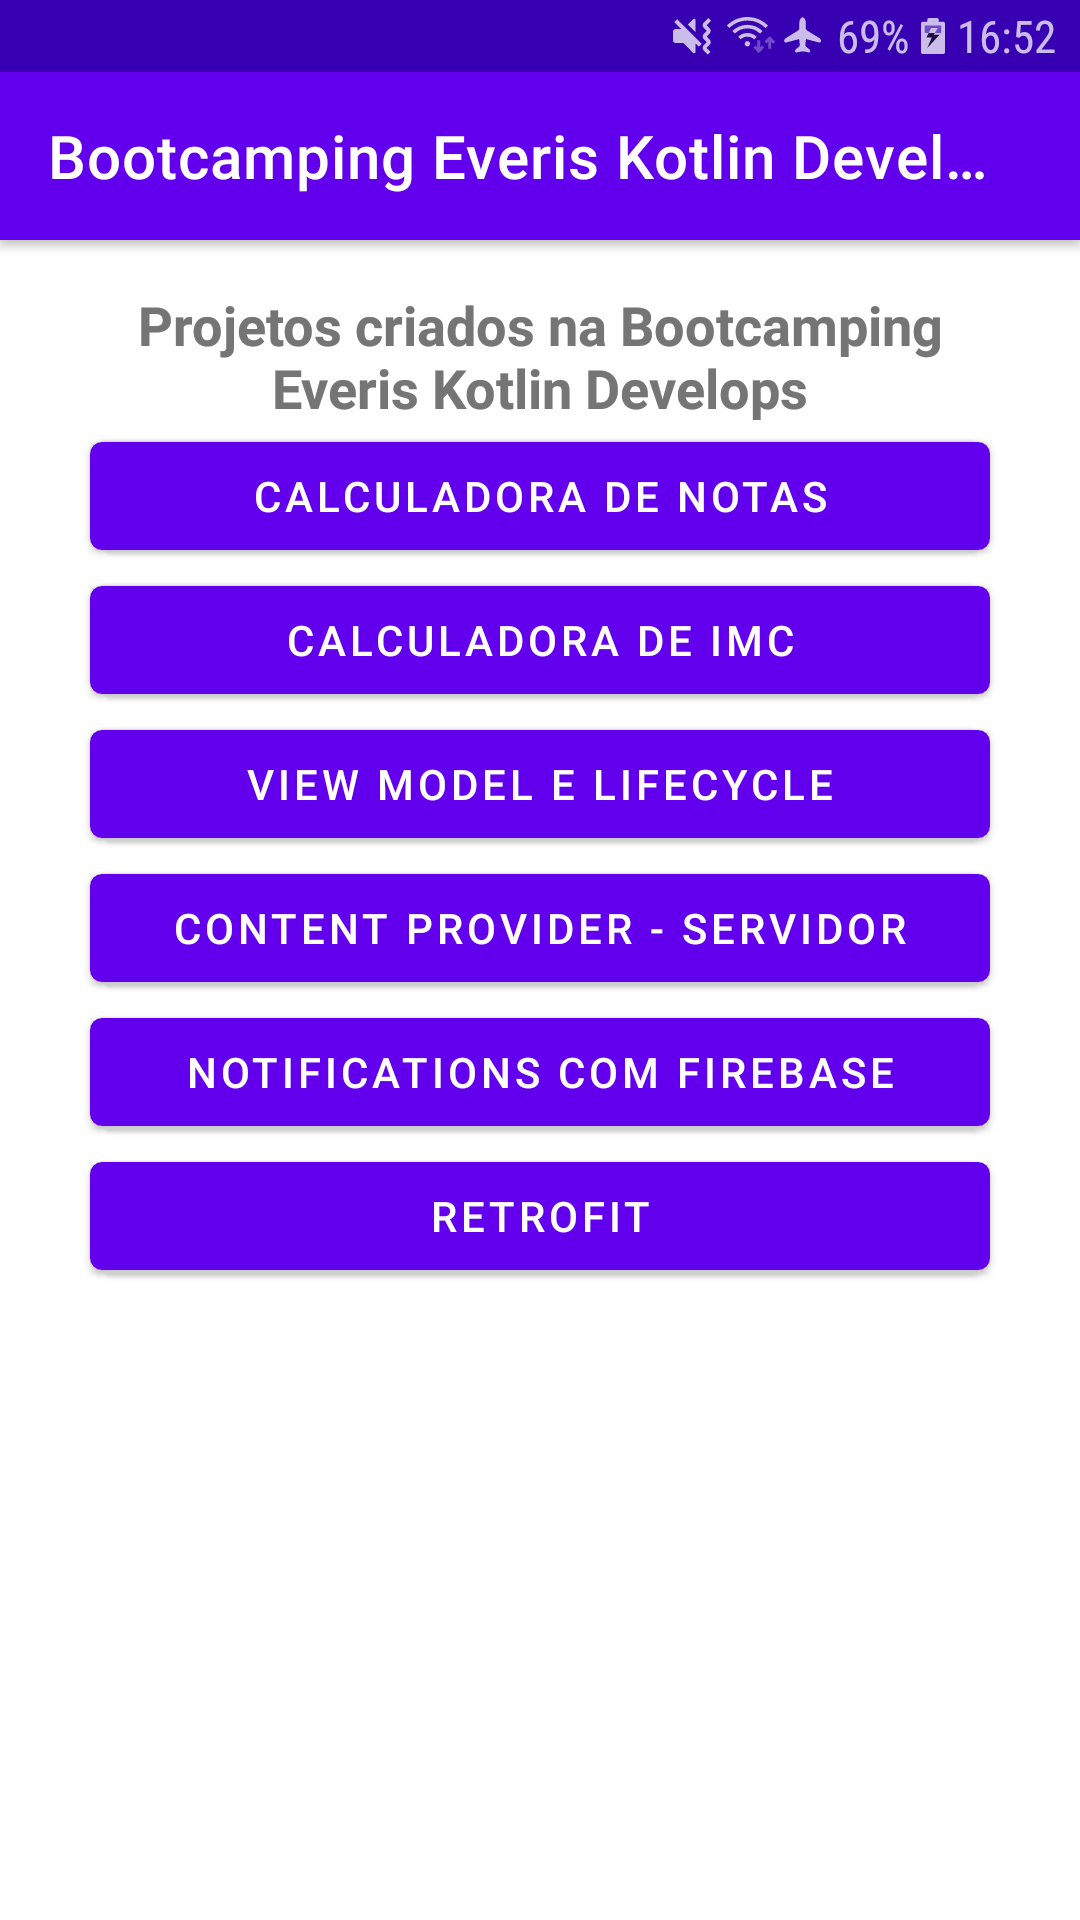 69% 16:52
Bootcamping Everis Kotlin Devel...
Projetos criados na Bootcamping
Everis Kotlin Develops
CALCULADORA DE NOTAS
CALCULADORA DE IMC
VIEW MODEL E LIFECYCLE
CONTENT PROVIDER - SERVIDOR
NOTIFICATIONS COM FIREBASE
RETROFIT